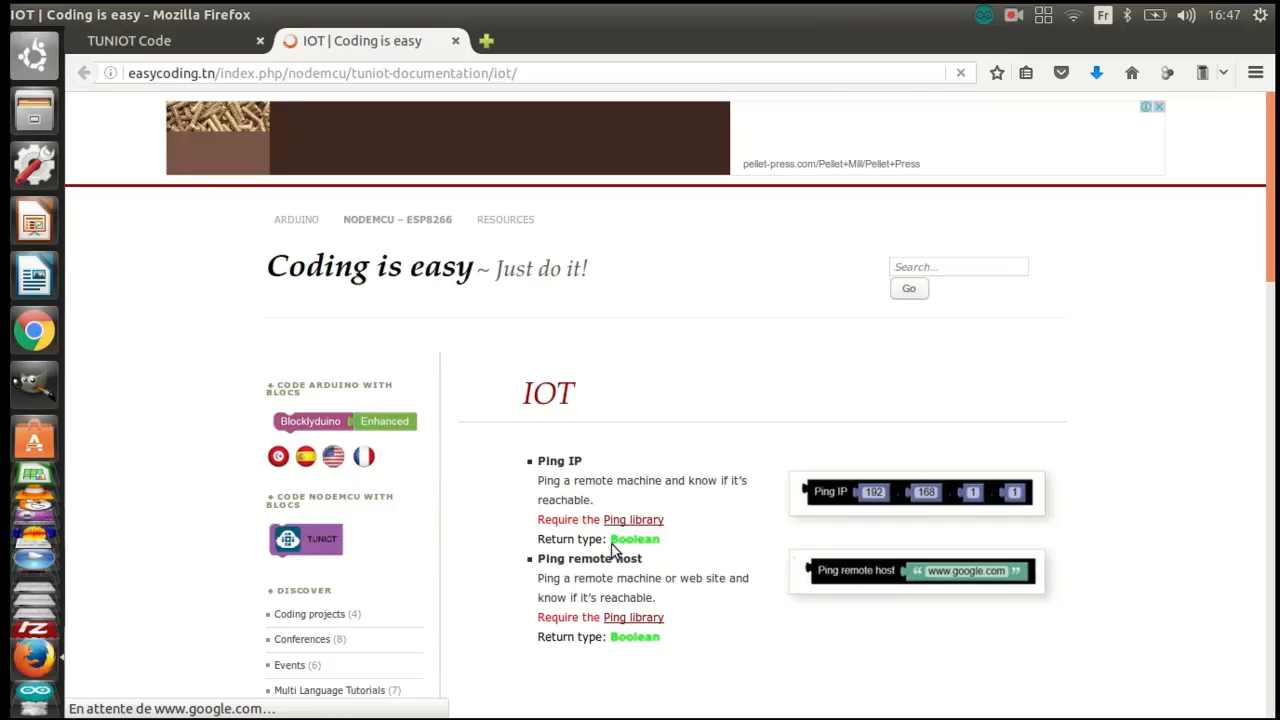 IOT | Coding is easy - Mozilla Firefox
Fr
16:47
TUNIOT Code
IOT | Coding is easy
easycoding.tn/index.php/nodemcu/tuniot-documentation/iot/
pellet-press.com/Pellet+Mill/Pellet+Press
ARDUINO
NODEMCU – ESP8266
RESOURCES
Coding is easy ~ Just do it!
Search...
Go
♣ CODE ARDUINO WITH
BLOCS
Blocklyduino Enhanced
♣ CODE NODEMCU WITH
BLOCS
TUNIOT
♣ DISCOVER
Coding projects (4)
Conferences (8)
Events (6)
Multi Language Tutorials (7)
IOT
Ping IP
Ping a remote machine and know if it's
reachable.
Require the Ping library
Return type: Boolean
Ping remote host
Ping a remote machine or web site and
know if it's reachable.
Require the Ping library
Return type: Boolean
Ping IP 192 . 168 . 1 . 1
Ping remote host “ www.google.com ”
En attente de www.google.com…